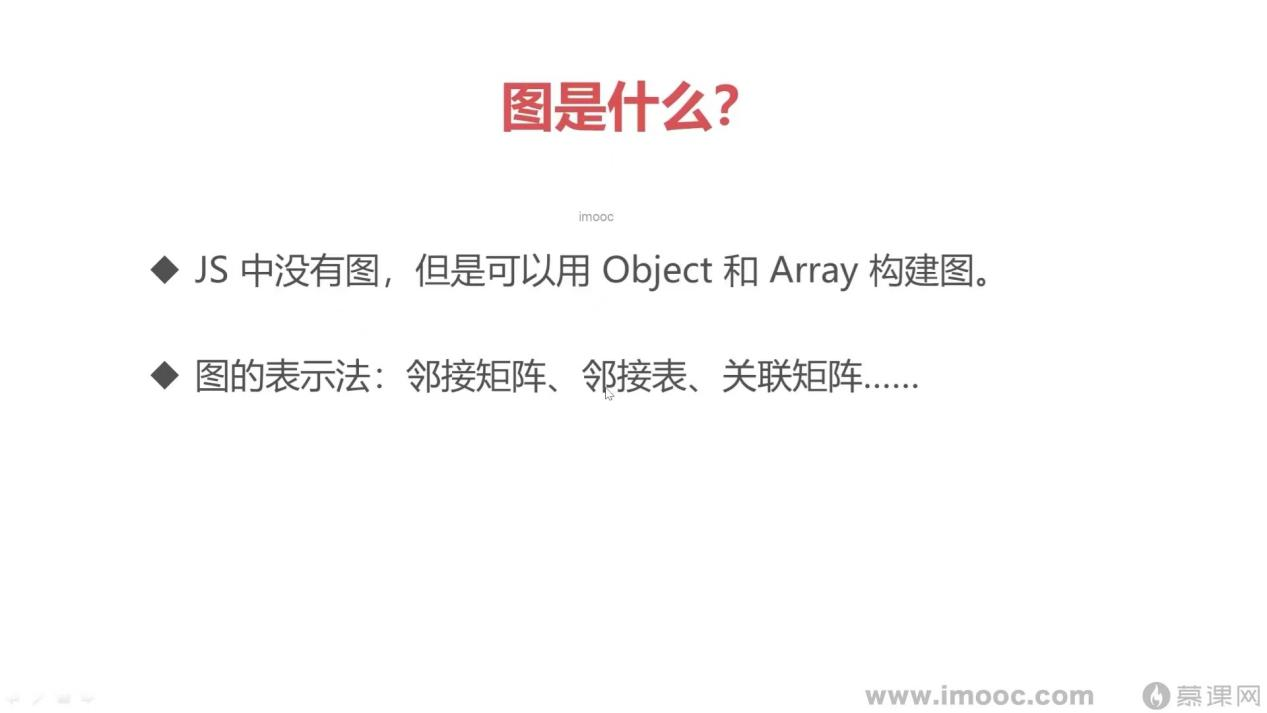 图是什么？
imooc
◆ JS 中没有图，但是可以用 Object 和 Array 构建图。
◆ 图的表示法：邻接矩阵、邻接表、关联矩阵......
www.imooc.com 慕课网